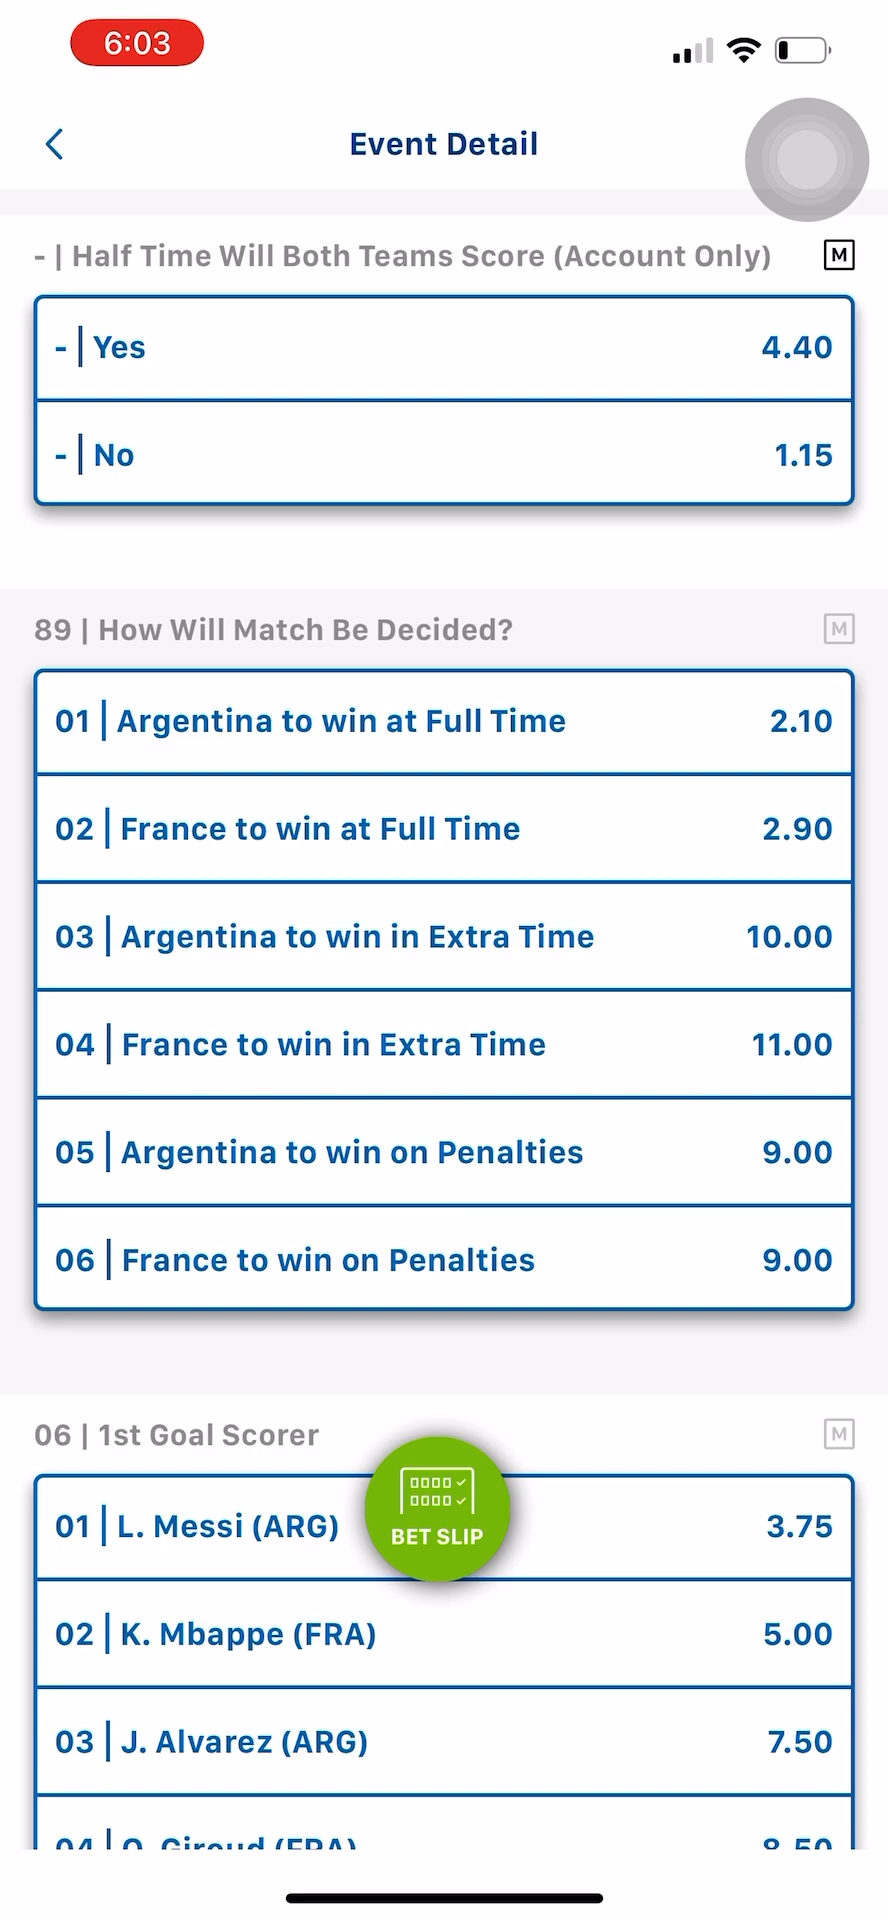 6:03
Event Detail
- | Half Time Will Both Teams Score (Account Only) M
- | Yes 4.40
- | No 1.15
89 | How Will Match Be Decided? M
01 | Argentina to win at Full Time 2.10
02 | France to win at Full Time 2.90
03 | Argentina to win in Extra Time 10.00
04 | France to win in Extra Time 11.00
05 | Argentina to win on Penalties 9.00
06 | France to win on Penalties 9.00
06 | 1st Goal Scorer M
01 | L. Messi (ARG) 3.75
BET SLIP
02 | K. Mbappe (FRA) 5.00
03 | J. Alvarez (ARG) 7.50
04 | O. Giroud (FRA) 8.50